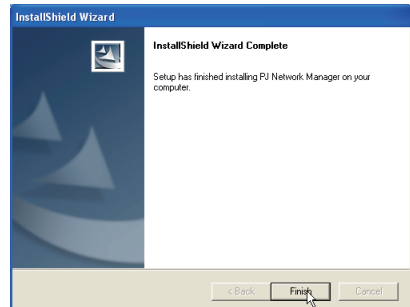 InstallShield Wizard
InstallShield Wizard Complete
Setup has finished installing PJ Network Manager on your
computer.
< Back
Finish
Cancel